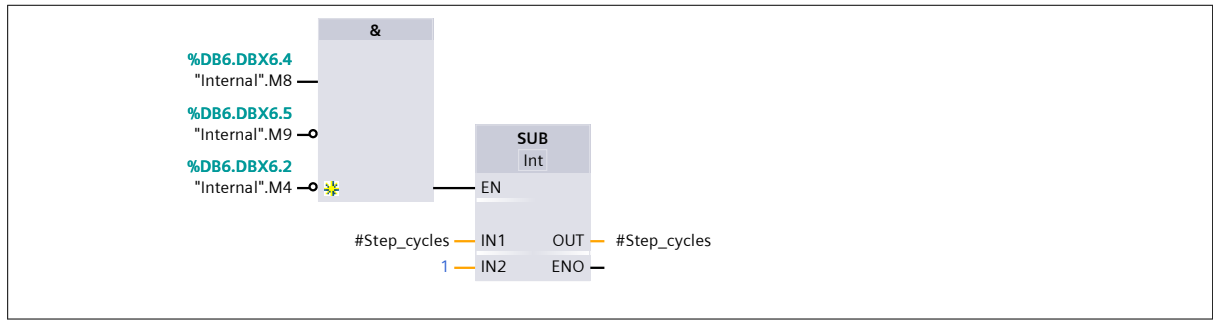 &
%DB6.DBX6.4
"Internal".M8
%DB6.DBX6.5
"Internal".M9
%DB6.DBX6.2
"Internal".M4
SUB
Int
EN
#Step_cycles IN1 OUT #Step_cycles
1 IN2 ENO